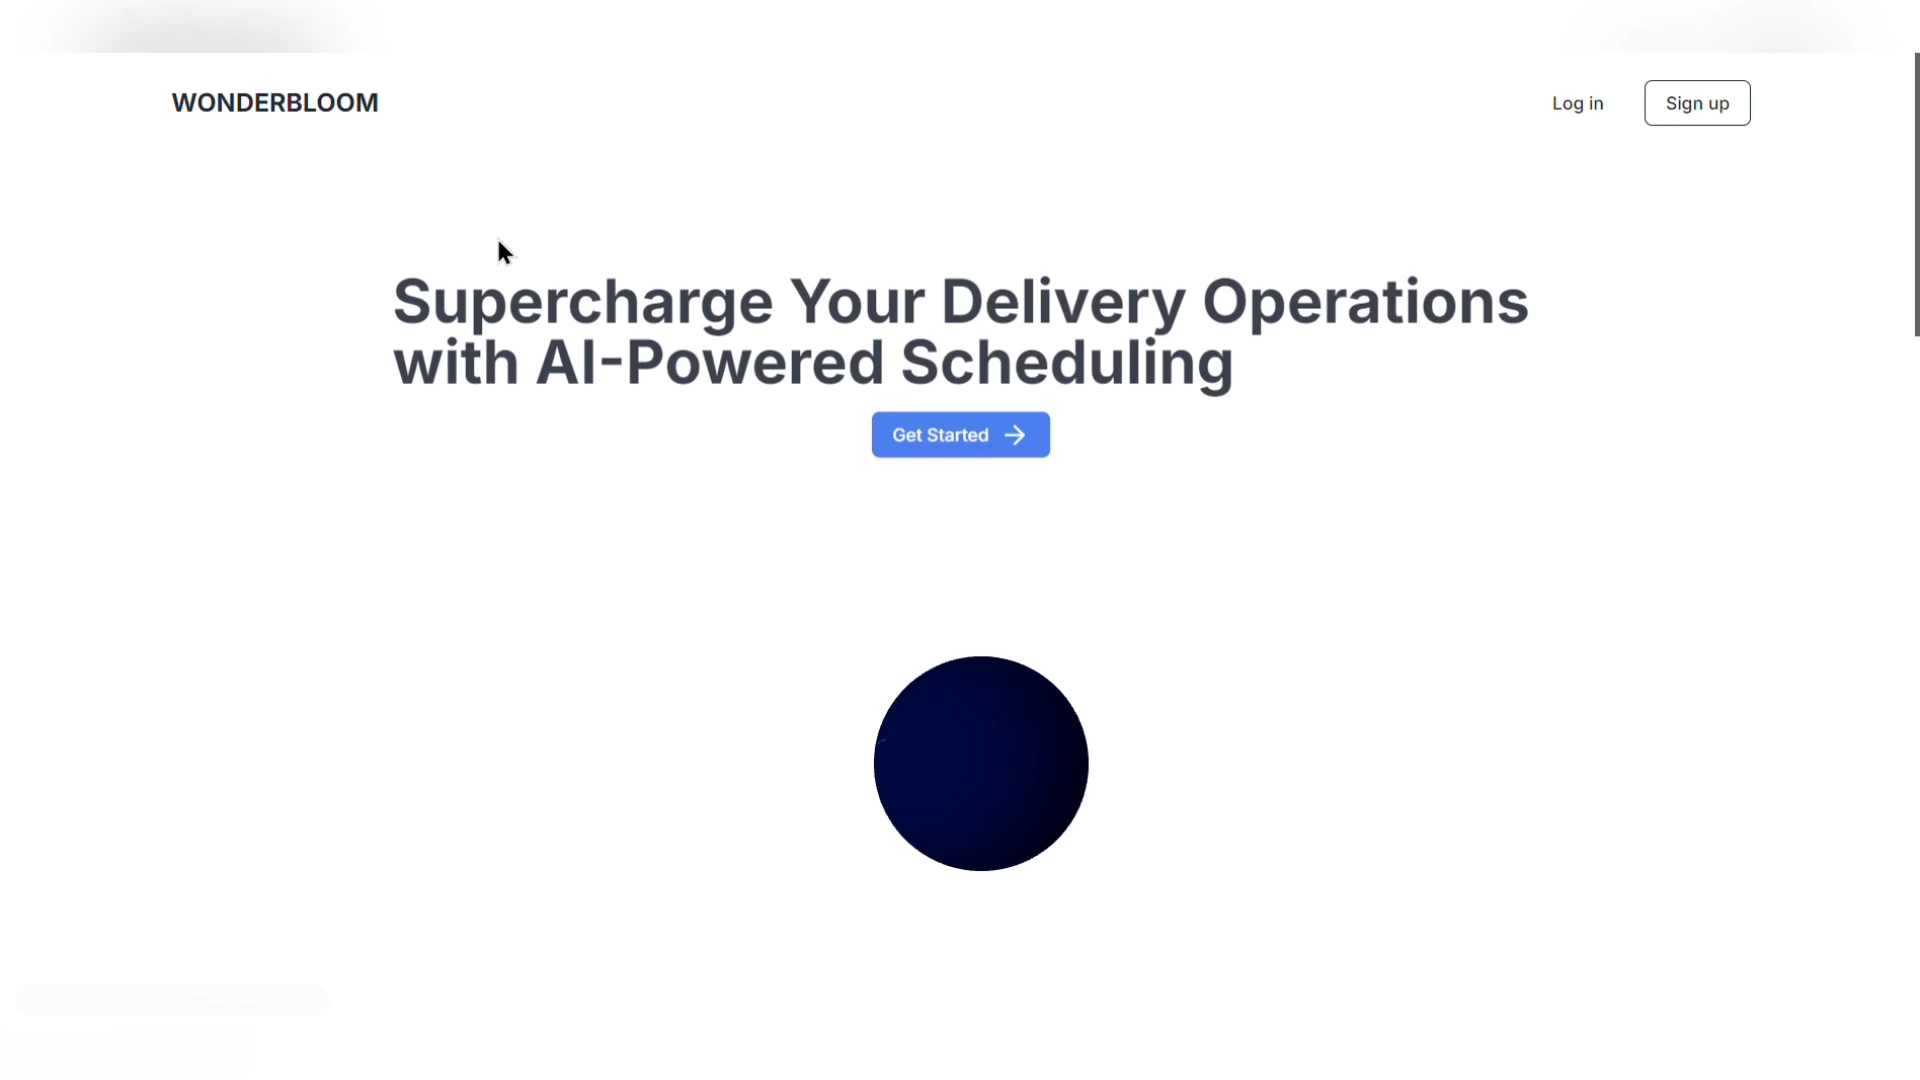 WONDERBLOOM
Log in
Sign up
Supercharge Your Delivery Operations
with AI-Powered Scheduling
Get Started